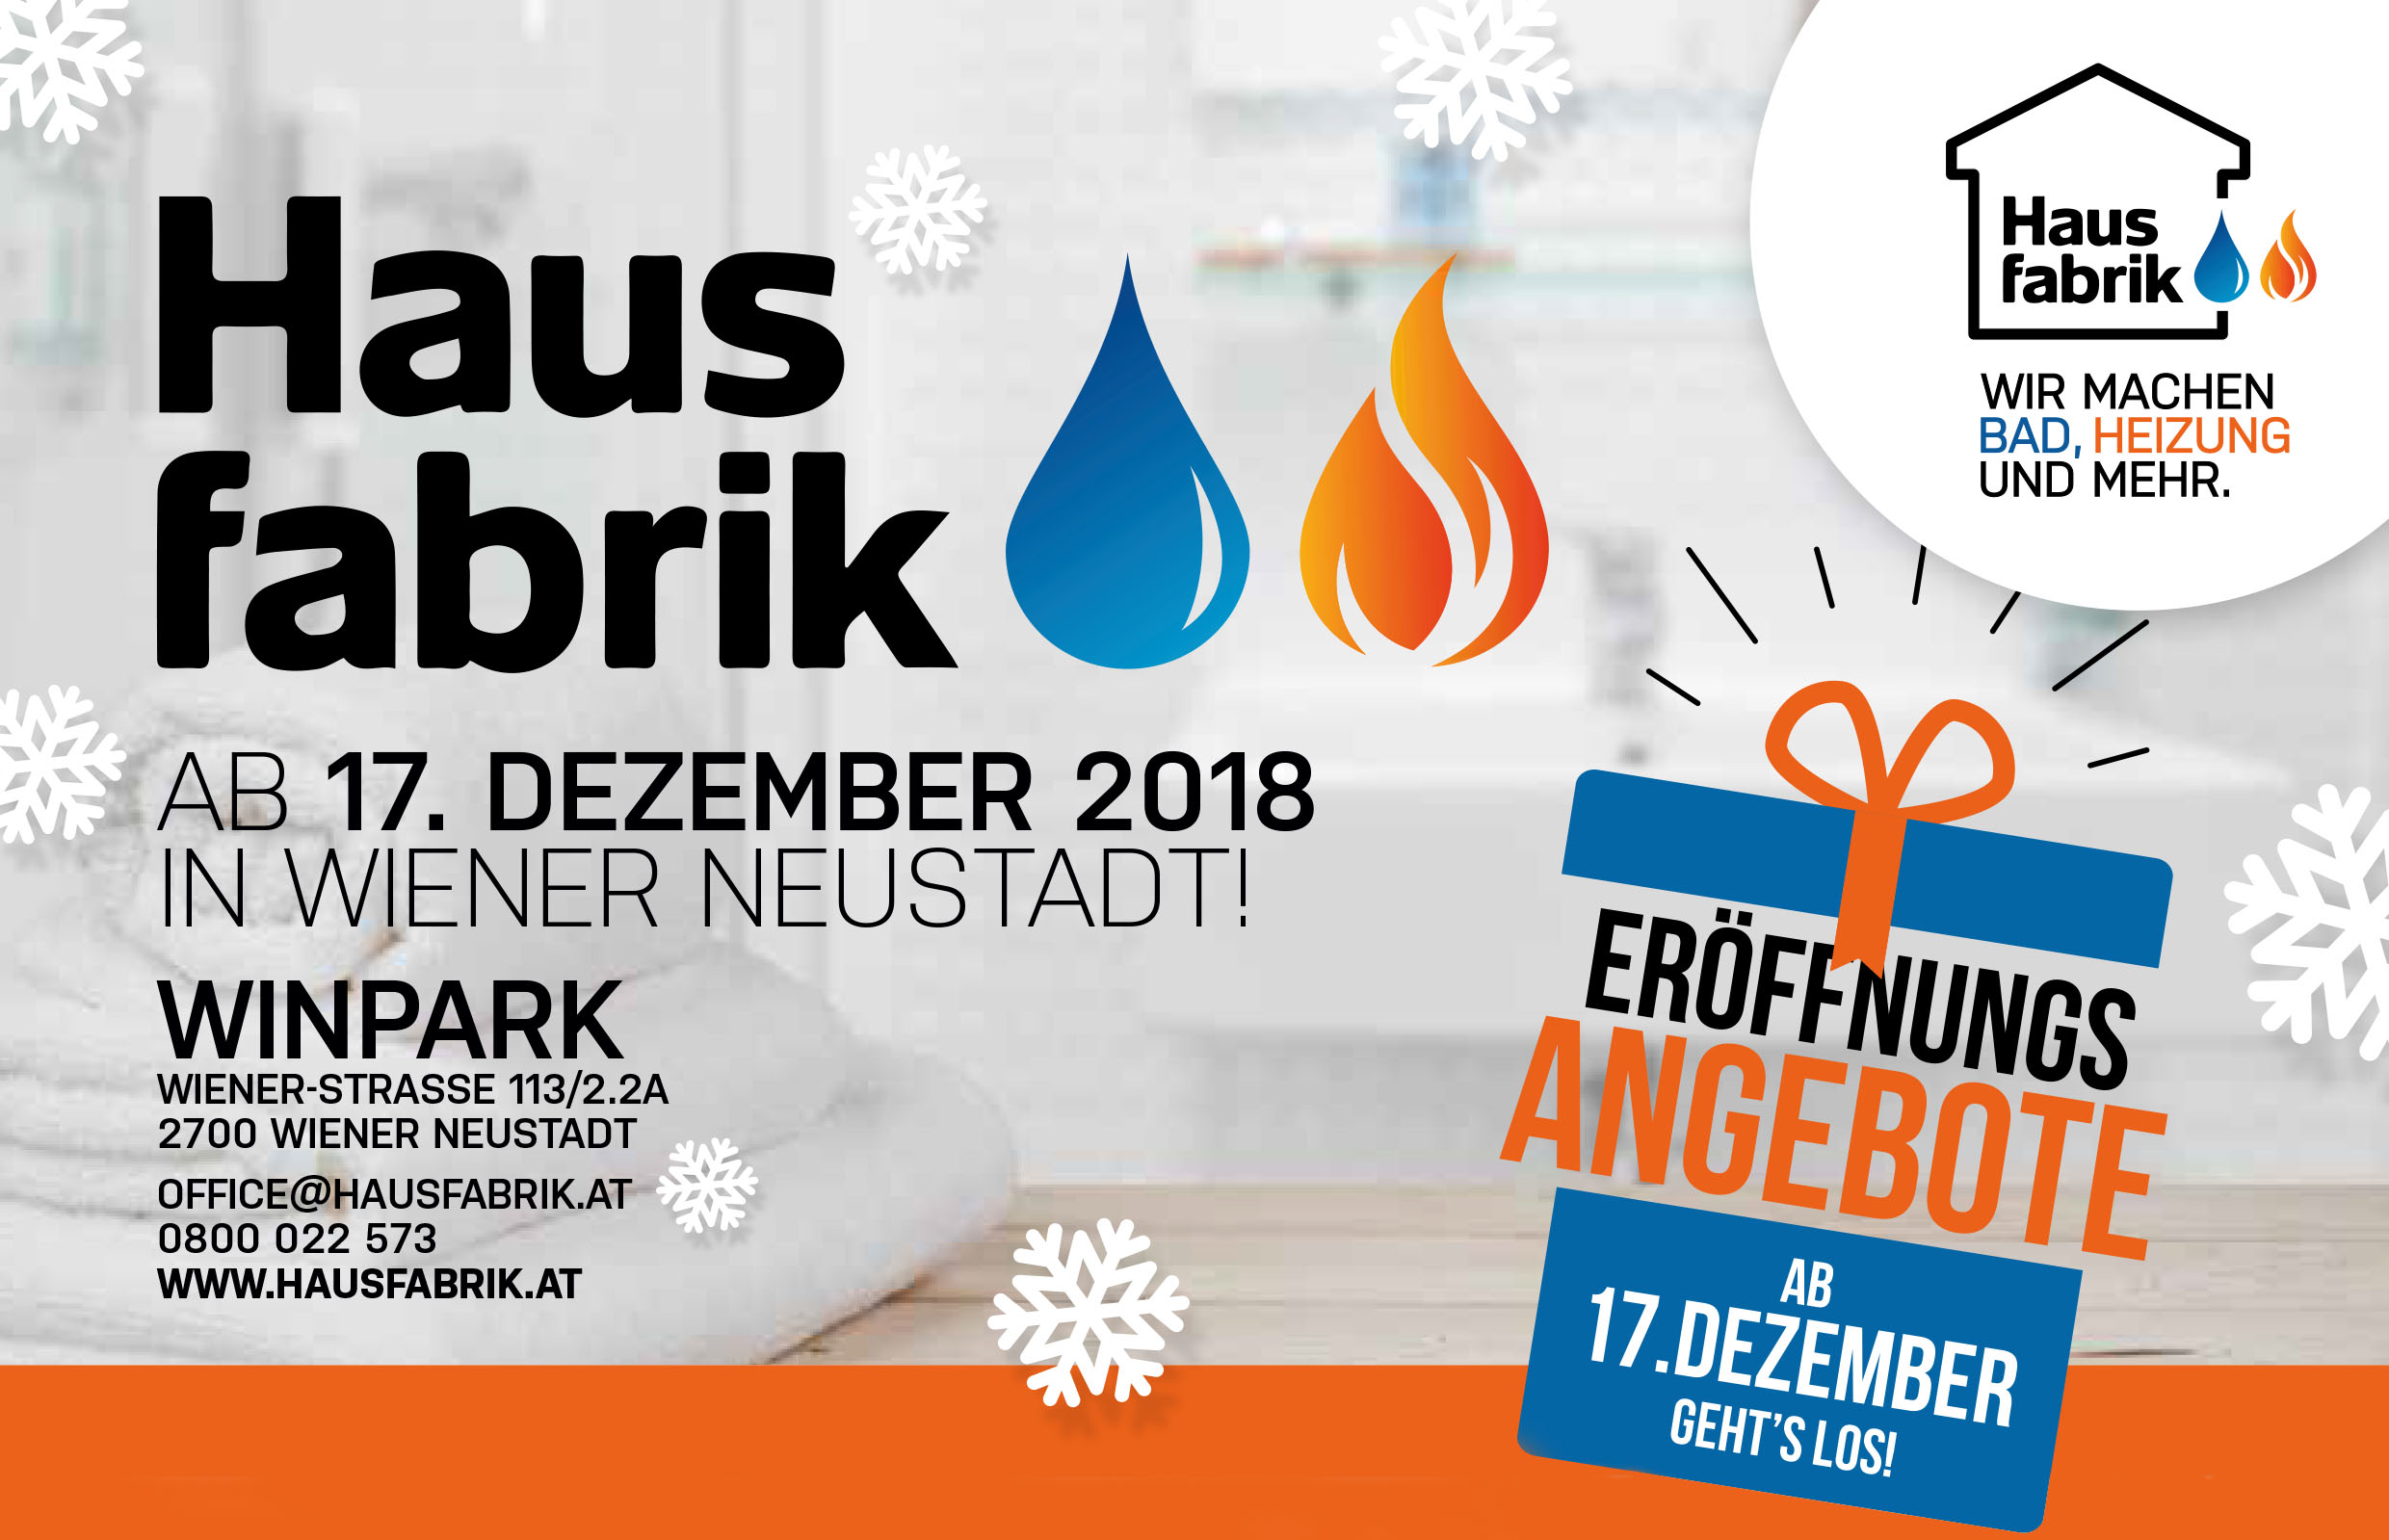 Haus
fabrik
AB 17. DEZEMBER 2018
IN WIENER NEUSTADT!
WINPARK
WIENER-STRASSE 113/2.2A
2700 WIENER NEUSTADT
OFFICE@HAUSFABRIK.AT
0800 022 573
WWW.HAUSFABRIK.AT
Haus
fabrik
WIR MACHEN
BAD, HEIZUNG
UND MEHR.
ERÖFFNUNGS
ANGEBOTE
AB
17.DEZEMBER
GEHT'S LOS!